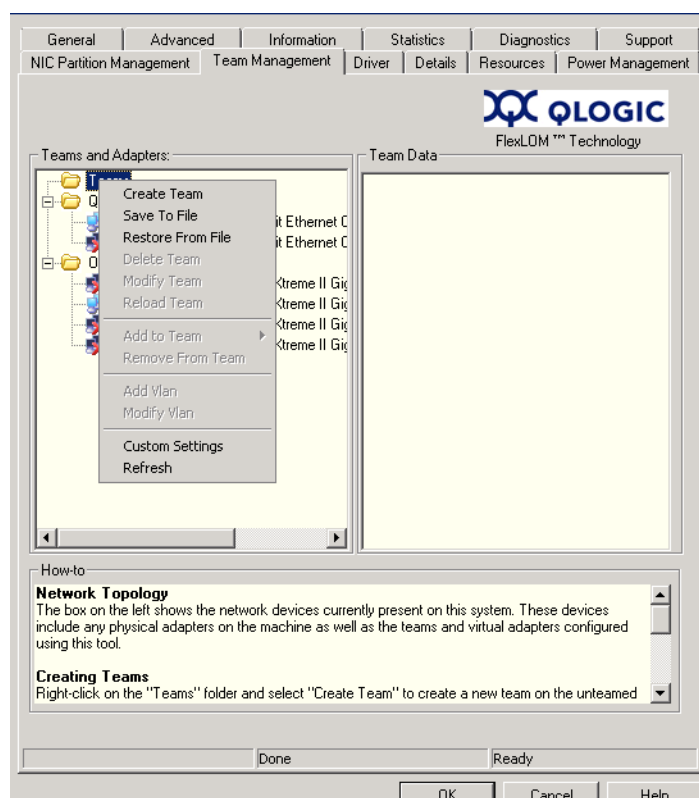 General Advanced Information Statistics Diagnostics Support
NIC Partition Management Team Management Driver Details Resources Power Management
QLOGIC
FlexLOM ™ Technology
Teams and Adapters:
Team Data
Teams
Q
it Ethernet C
it Ethernet C
O
Xtreme II Gig
Xtreme II Gig
Xtreme II Gig
Xtreme II Gig
Create Team
Save To File
Restore From File
Delete Team
Modify Team
Reload Team
Add to Team
Remove From Team
Add Vlan
Modify Vlan
Custom Settings
Refresh
How-to
Network Topology
The box on the left shows the network devices currently present on this system. These devices
include any physical adapters on the machine as well as the teams and virtual adapters configured
using this tool.
Creating Teams
Right-click on the "Teams" folder and select "Create Team" to create a new team on the unteamed
Done Ready
OK Cancel Help